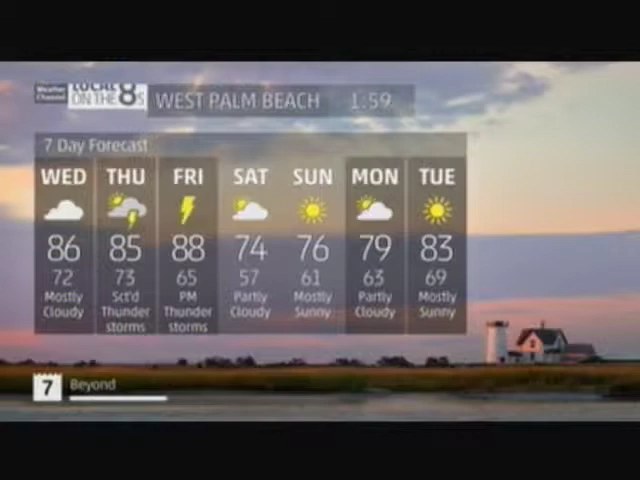 Weather
Channel
LOCAL
ON THE 8s
WEST PALM BEACH 1:59
7 Day Forecast
WED THU FRI SAT SUN MON TUE
86 85 88 74 76 79 83
72 73 65 57 61 63 69
Mostly Sct'd PM Partly Mostly Partly Mostly
Cloudy Thunder Thunder Cloudy Sunny Cloudy Sunny
storms storms
7 Beyond